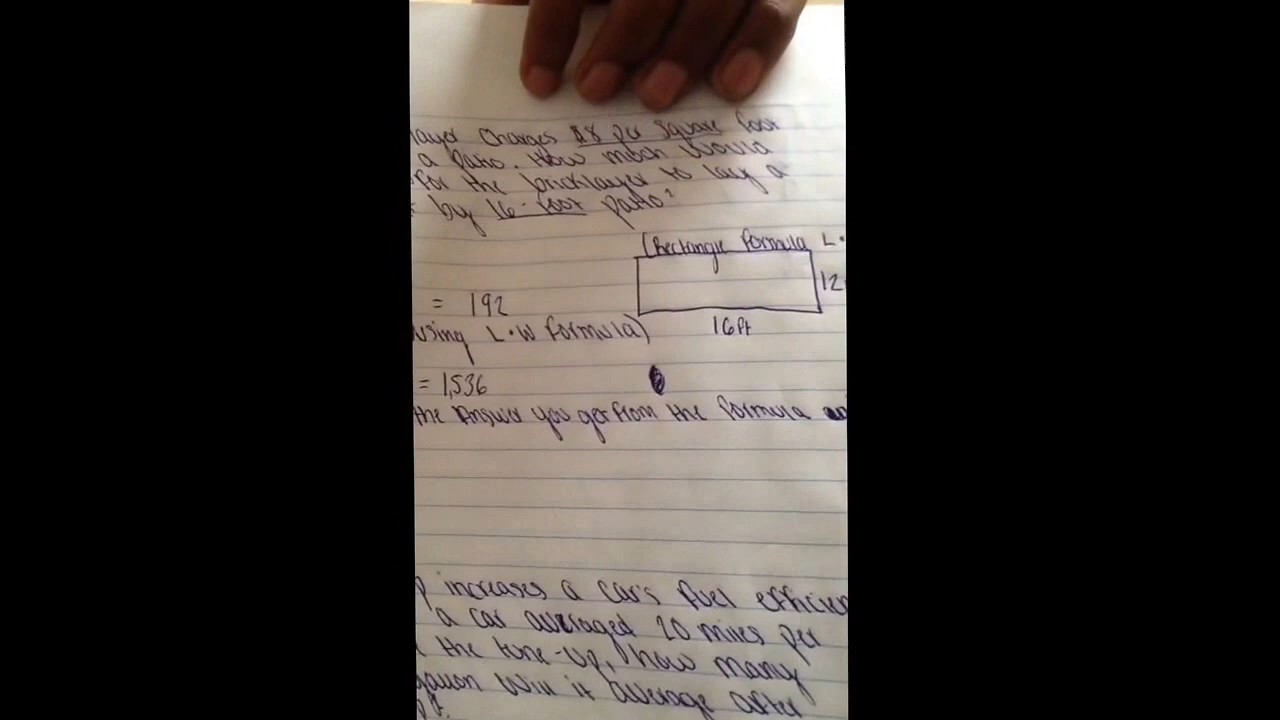 layer charges $8 per square foot
a patio. How much would
for the bricklayer to lay a
by 16-foot patio?
(Rectangle formula L.
12
= 192
16ft
using L.W formula)
= 1,536
the Answer you get from the formula
increases a car's fuel efficien
a car averaged 20 miles per
the tune-up, how many
gallon will it average after